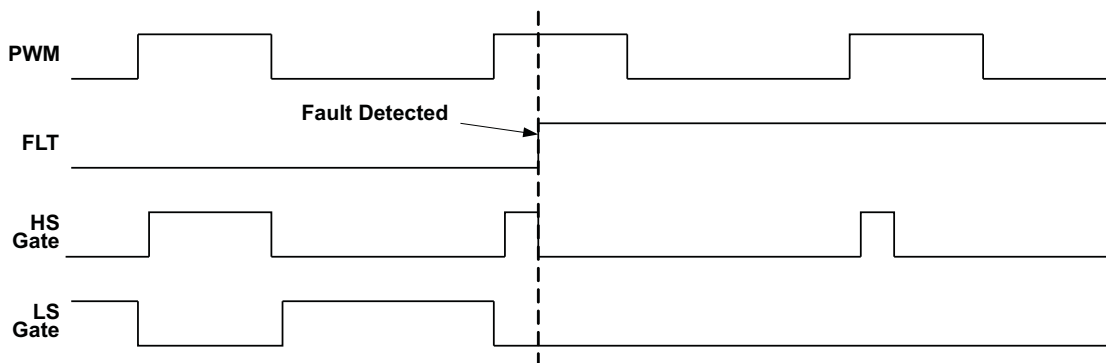 PWM
Fault Detected
FLT
HS
Gate
LS
Gate